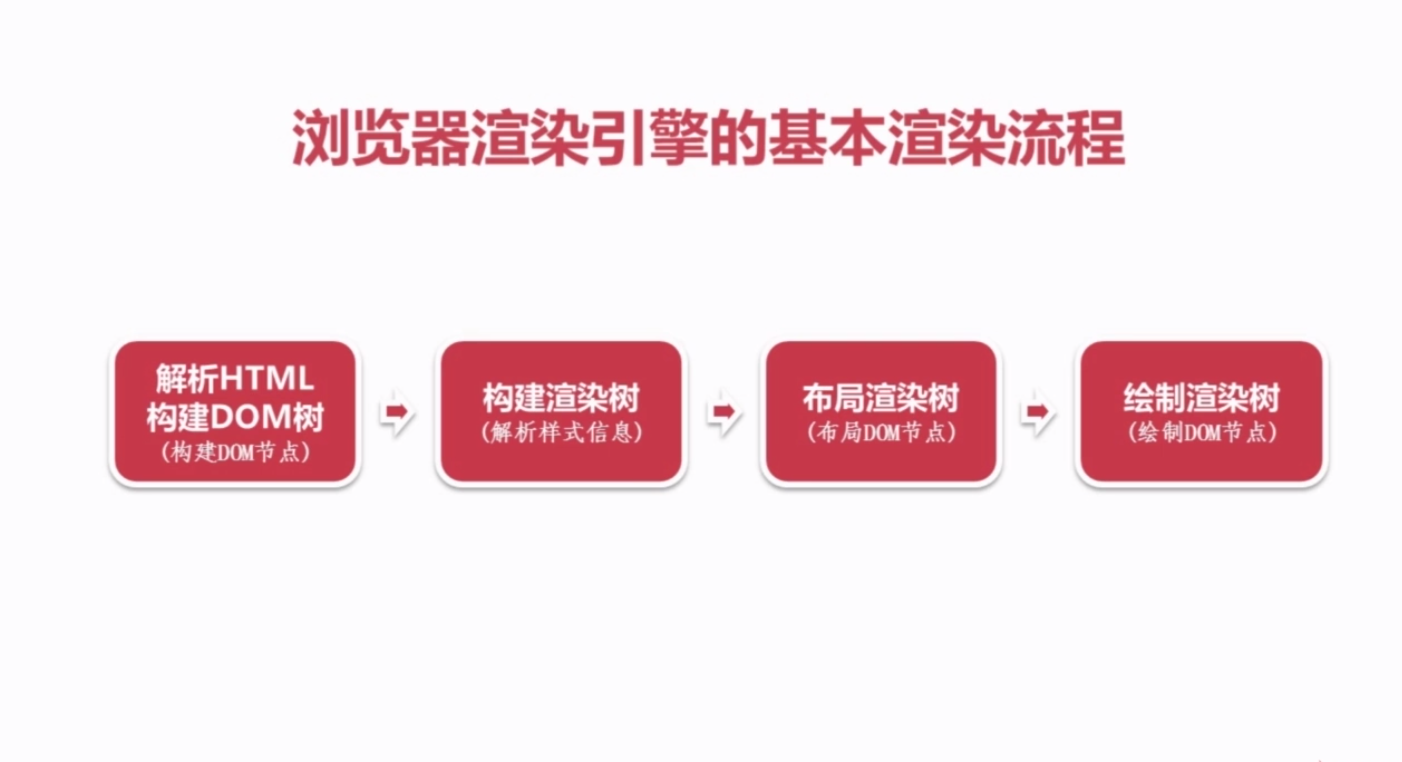 浏览器渲染引擎的基本渲染流程
解析HTML
构建DOM树
(构建DOM节点)
构建渲染树
(解析样式信息)
布局渲染树
(布局DOM节点)
绘制渲染树
(绘制DOM节点)